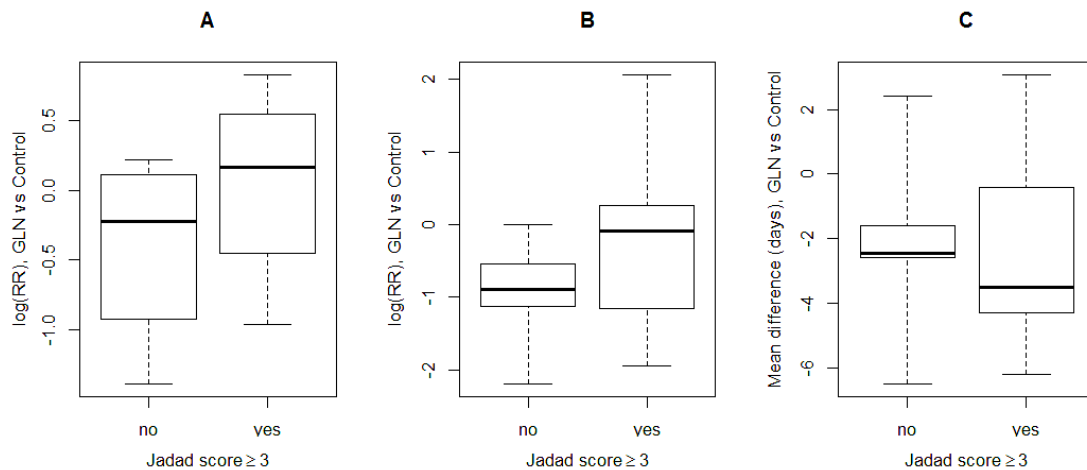 A
B
C
log(RR), GLN vs Control
0.5
0.0
-0.5
-1.0
no
yes
Jadad score ≥ 3
log(RR), GLN vs Control
2
1
0
-1
-2
no
yes
Jadad score ≥ 3
Mean difference (days), GLN vs Control
2
0
-2
-4
-6
no
yes
Jadad score ≥ 3